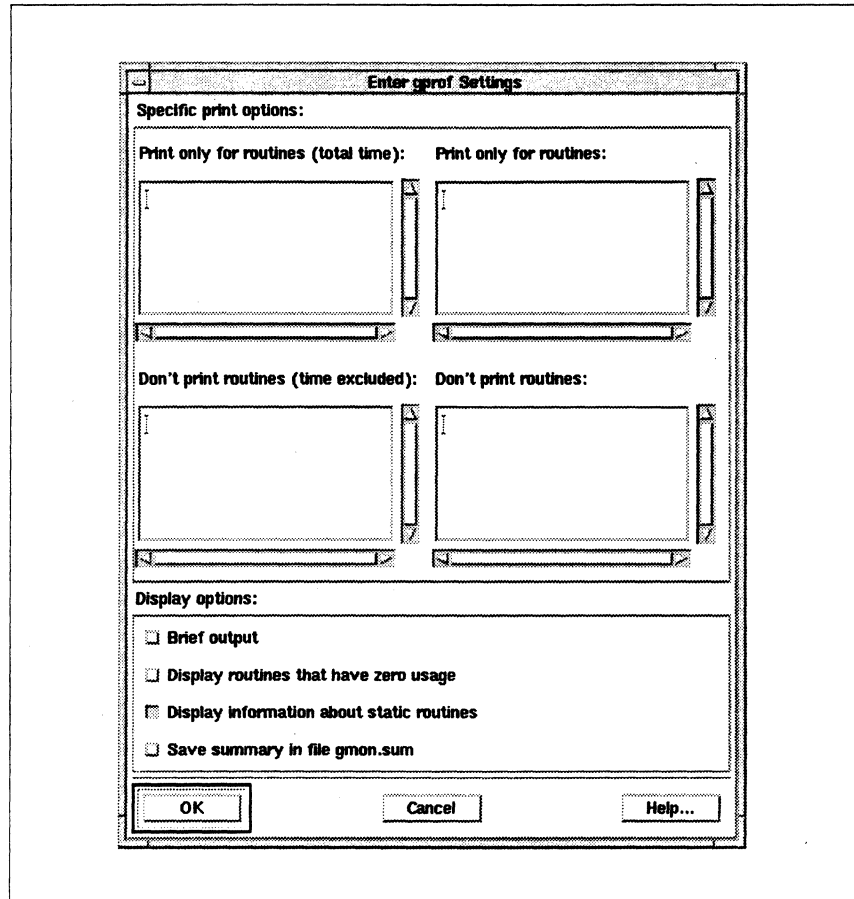 Enter gprof Settings
Specific print options:
Print only for routines (total time): Print only for routines:
Don't print routines (time excluded): Don't print routines:
Display options:
Brief output
Display routines that have zero usage
Display information about static routines
Save summary in file gmon.sum
OK Cancel Help...